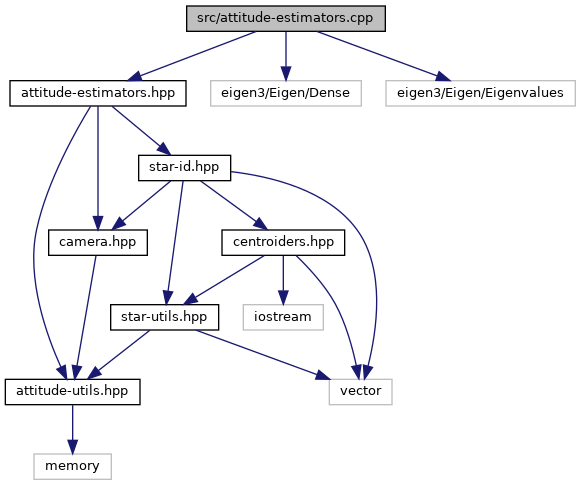 src/attitude-estimators.cpp
attitude-estimators.hpp
eigen3/Eigen/Dense
eigen3/Eigen/Eigenvalues
star-id.hpp
camera.hpp
centroiders.hpp
star-utils.hpp
iostream
attitude-utils.hpp
vector
memory